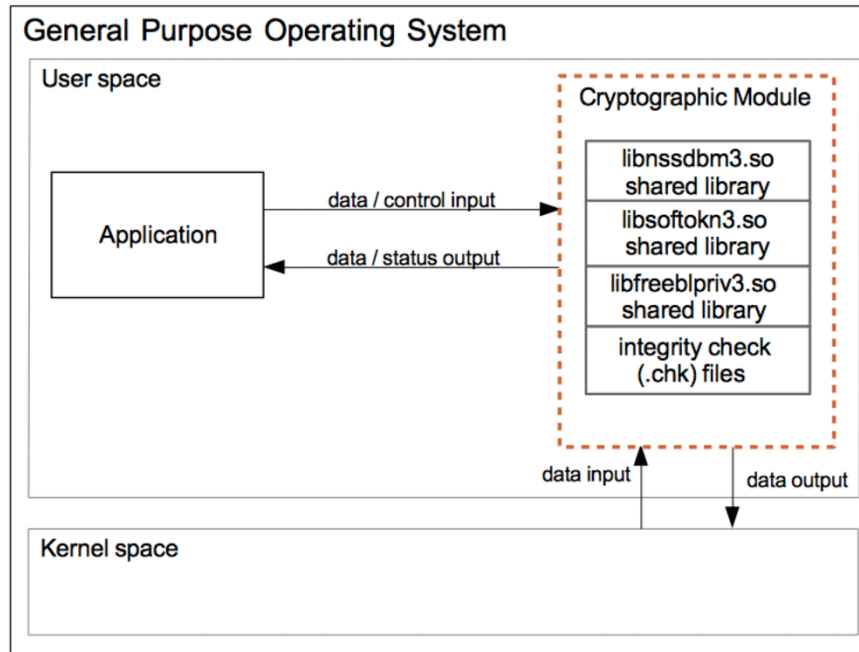 General Purpose Operating System
User space
Cryptographic Module
libnssdbm3.so
shared library
libsoftokn3.so
shared library
libfreeblpriv3.so
shared library
integrity check
(.chk) files
Application
data / control input
data / status output
data input
data output
Kernel space